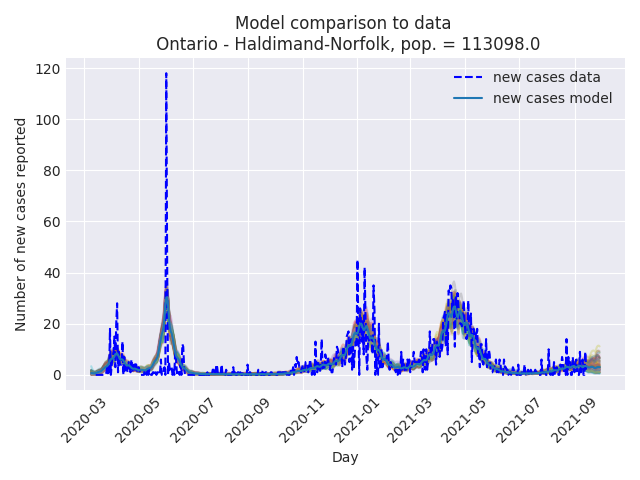 Model comparison to data
Ontario - Haldimand-Norfolk, pop. = 113098.0
new cases data
new cases model
Number of new cases reported
120
100
80
60
40
20
0
2020-03
2020-05
2020-07
2020-09
2020-11
2021-01
2021-03
2021-05
2021-07
2021-09
Day